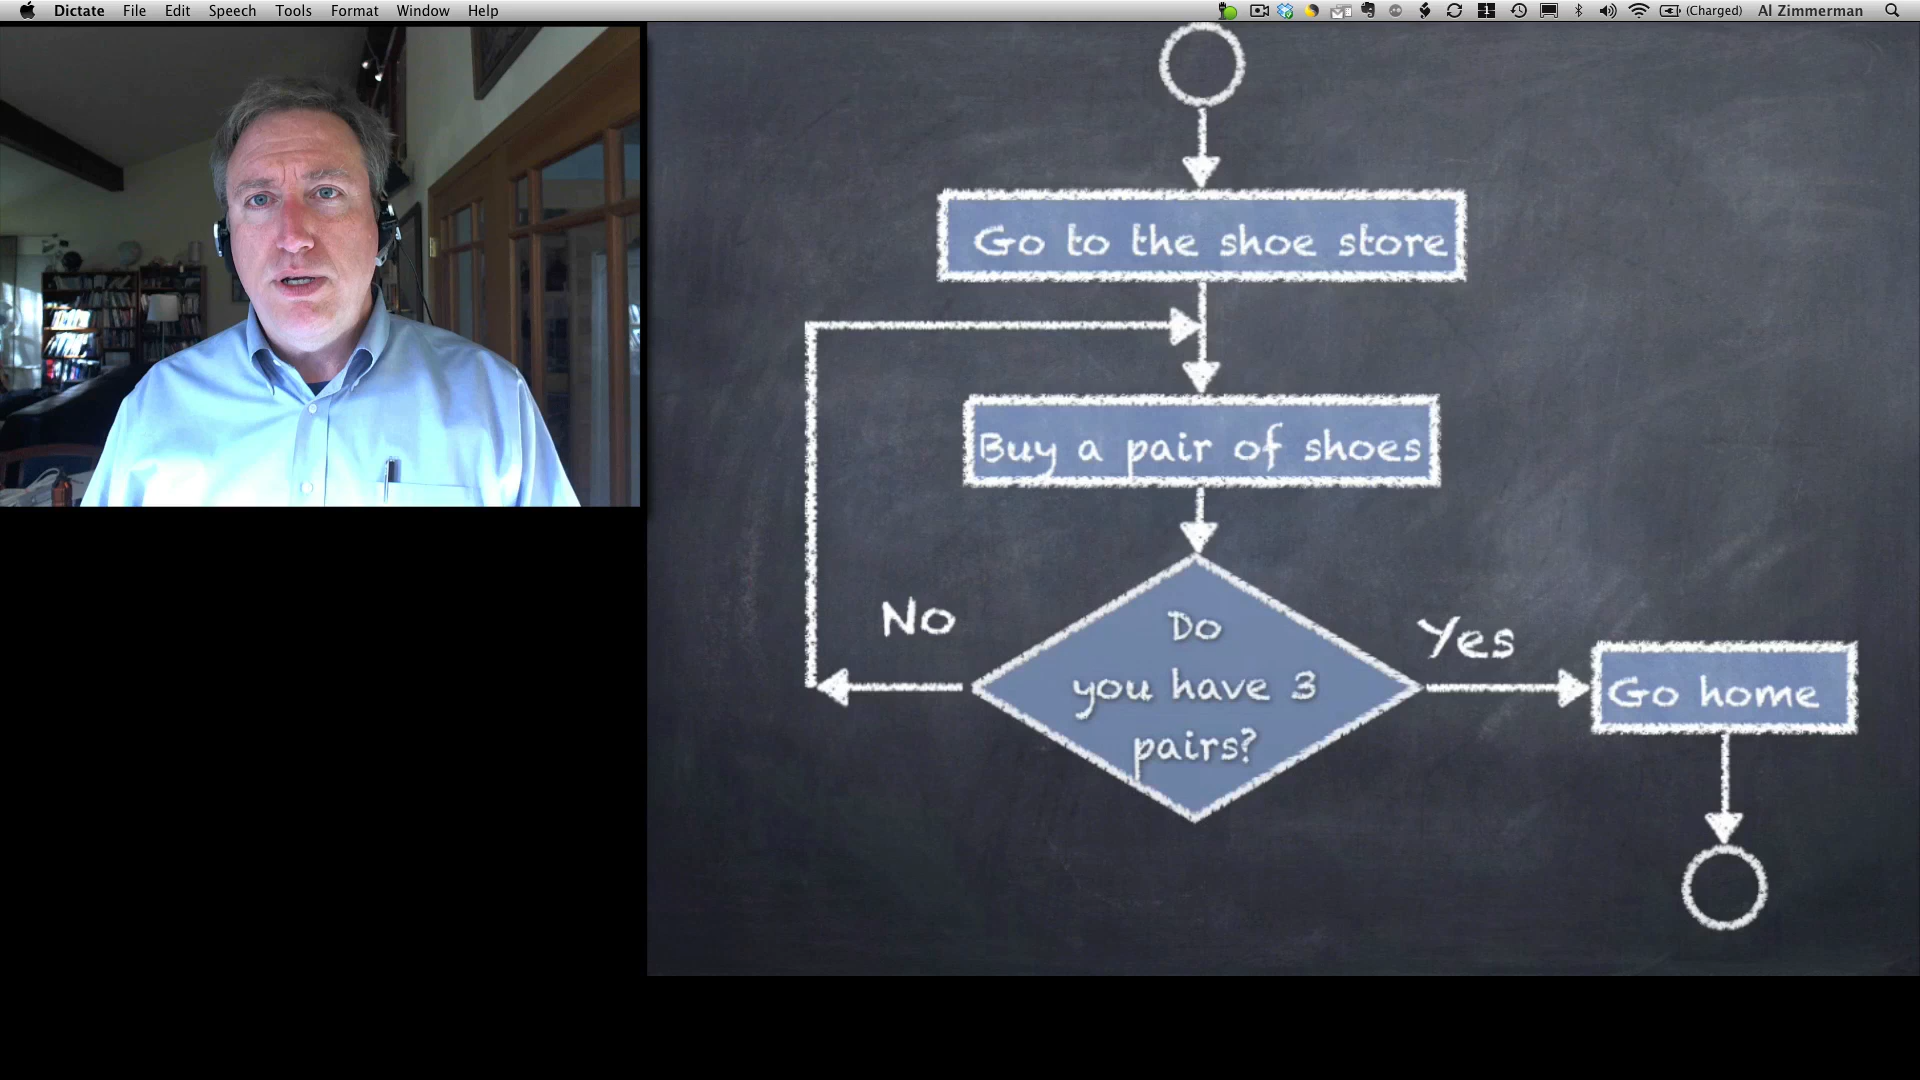 Dictate File Edit Speech Tools Format Window Help (Charged) Al Zimmerman
Go to the shoe store
Buy a pair of shoes
No
Do
you have 3
pairs?
Yes
Go home